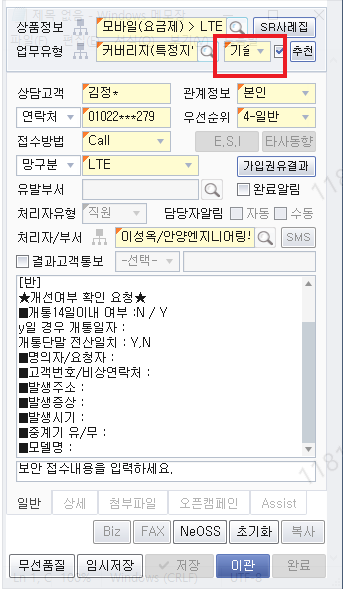 상품정보 모바일(요금제) > LTE SR사례집
업무유형 커버리지(특정지' 기술 추천
상담고객 김정* 관계정보 본인
연락처 01022***279 우선순위 4-일반
접수방법 Call E,S,I 타사동향
망구분 LTE 가입권유결과
유발부서 완료알림
처리자유형 직원 담당자알림 자동 수동
처리자/부서 이성옥/안양엔지니어링! SMS
결과고객통보 -선택-
[반]
★개선여부 확인 요청★
■개통14일이내 여부 :N / Y
y일 경우 개통일자 :
개통단말 전산일치 : Y,N
■명의자/요청자 :
■고객번호/비상연락처 :
■발생주소 :
■발생증상 :
■발생시기 :
■중계기 유/무 :
■모델명 :
보안 접수내용을 입력하세요.
일반 상세 첨부파일 오픈캠페인 Assist
Biz FAX NeOSS 초기화 복사
무선품질 임시저장 저장 이관 완료